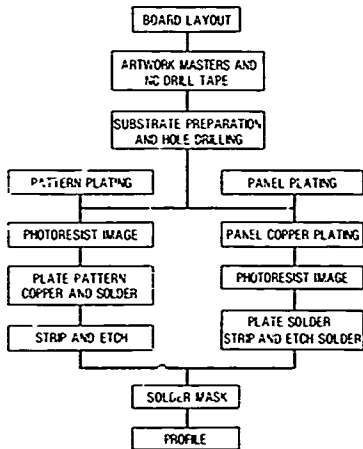 BOARD LAYOUT
ARTWORK MASTERS AND
NC DRILL TAPE
SUBSTRATE PREPARATION
AND HOLE DRILLING
PATTERN PLATING
PANEL PLATING
PHOTORESIST IMAGE
PANEL COPPER PLATING
PLATE PATTERN
COPPER AND SOLDER
PHOTORESIST IMAGE
STRIP AND ETCH
PLATE SOLDER
STRIP AND ETCH SOLDER
SOLDER MASK
PROFILE